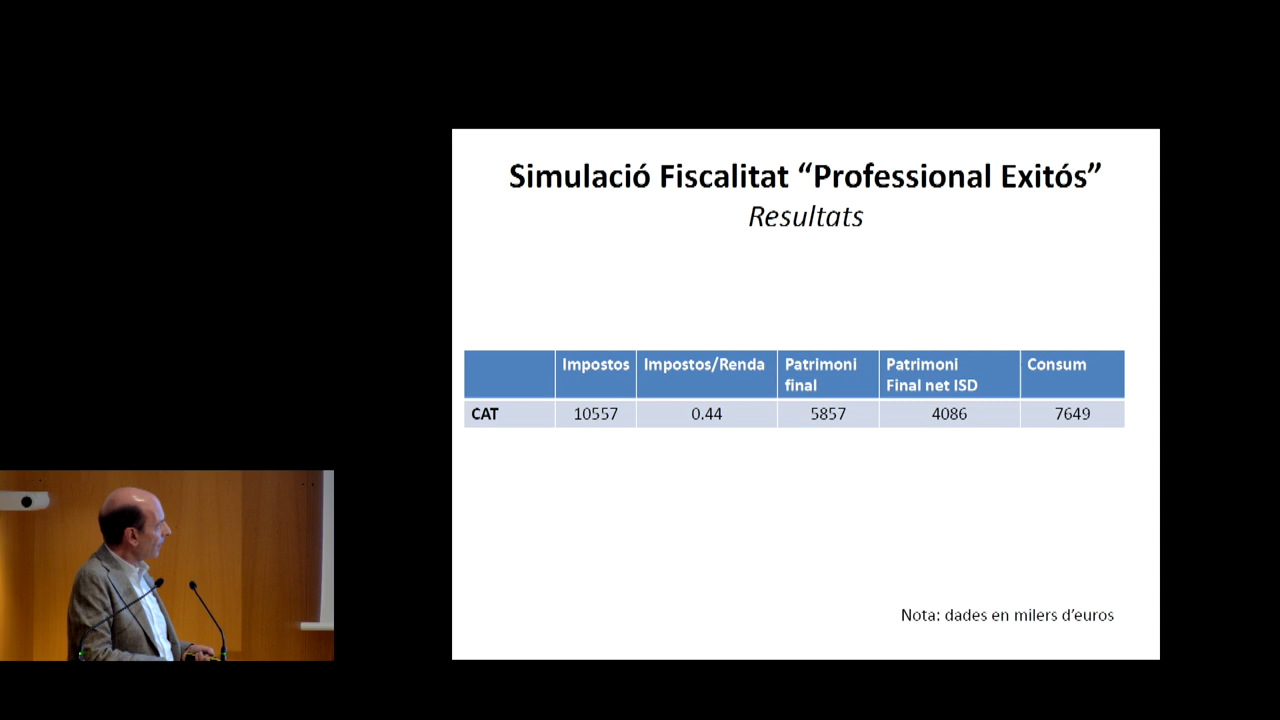 Simulació Fiscalitat “Professional Exitós”
Resultats
Impostos Impostos/Renda Patrimoni final Patrimoni Final net ISD Consum
CAT 10557 0.44 5857 4086 7649
Nota: dades en milers d’euros